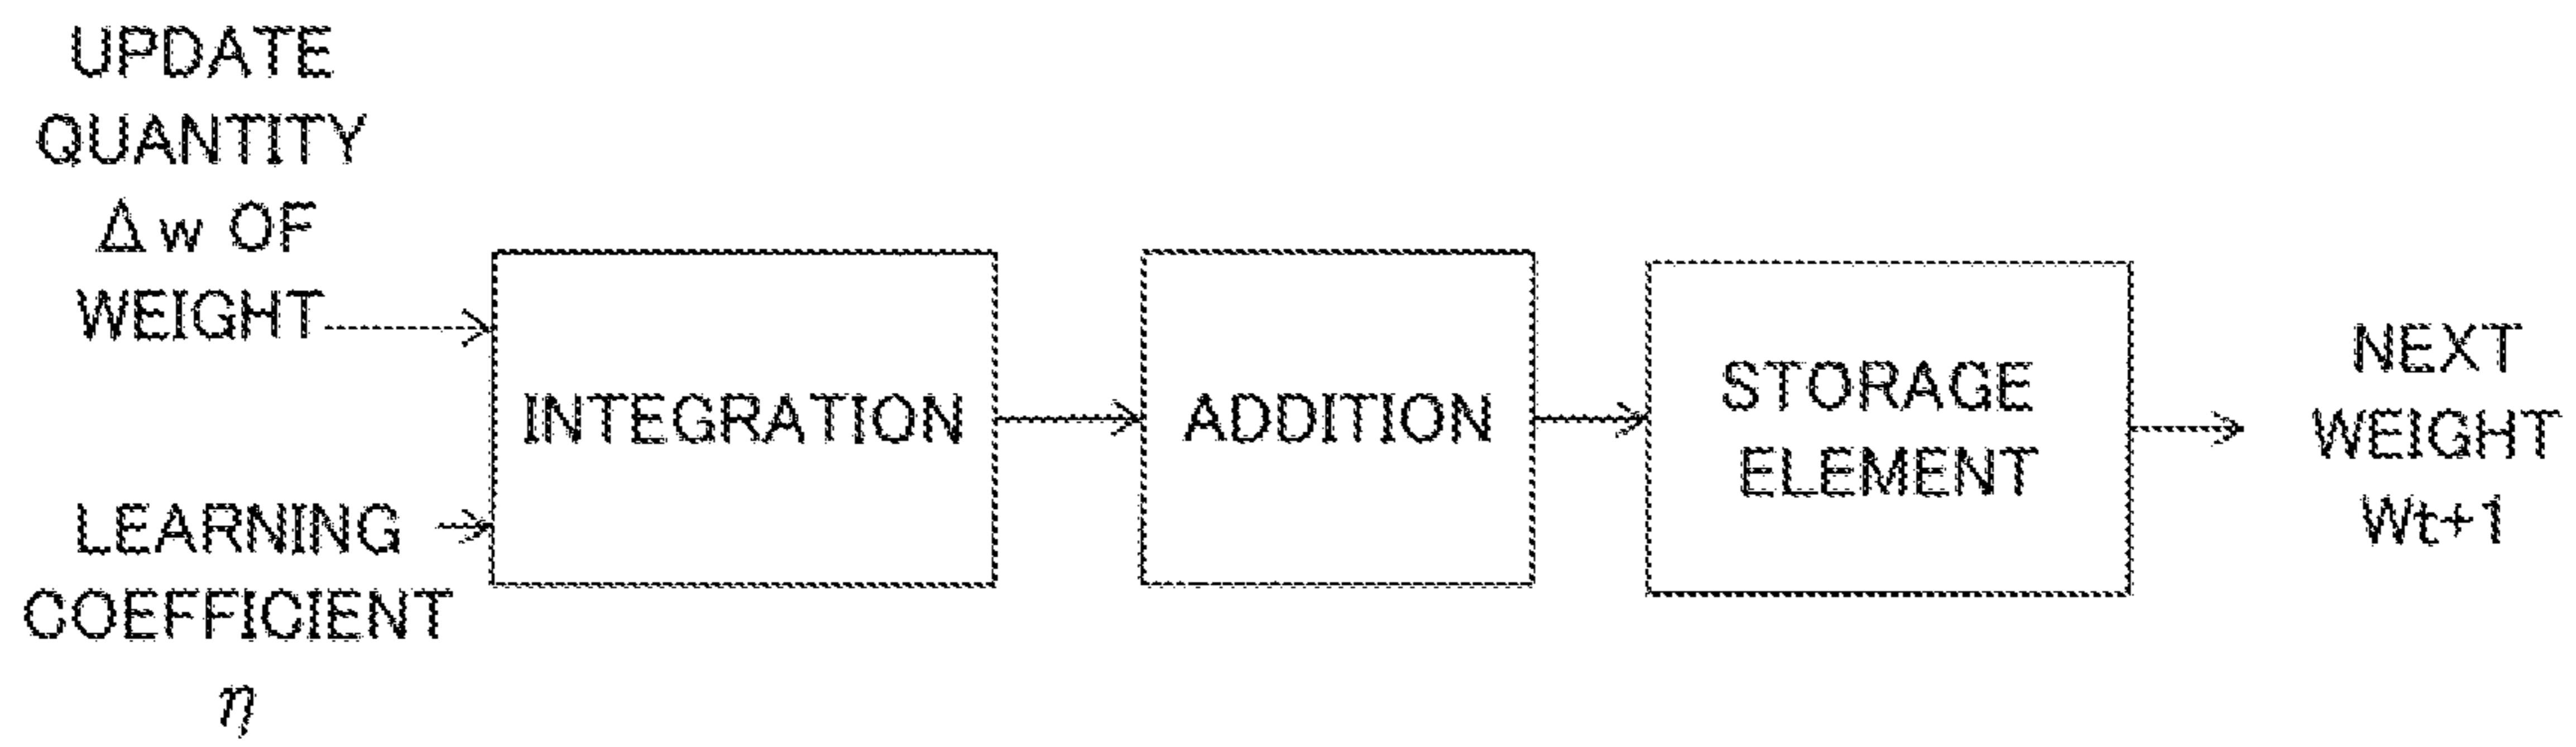 UPDATE
QUANTITY
Δw OF
WEIGHT
LEARNING
COEFFICIENT
η
INTEGRATION
ADDITION
STORAGE
ELEMENT
NEXT
WEIGHT
Wt+1